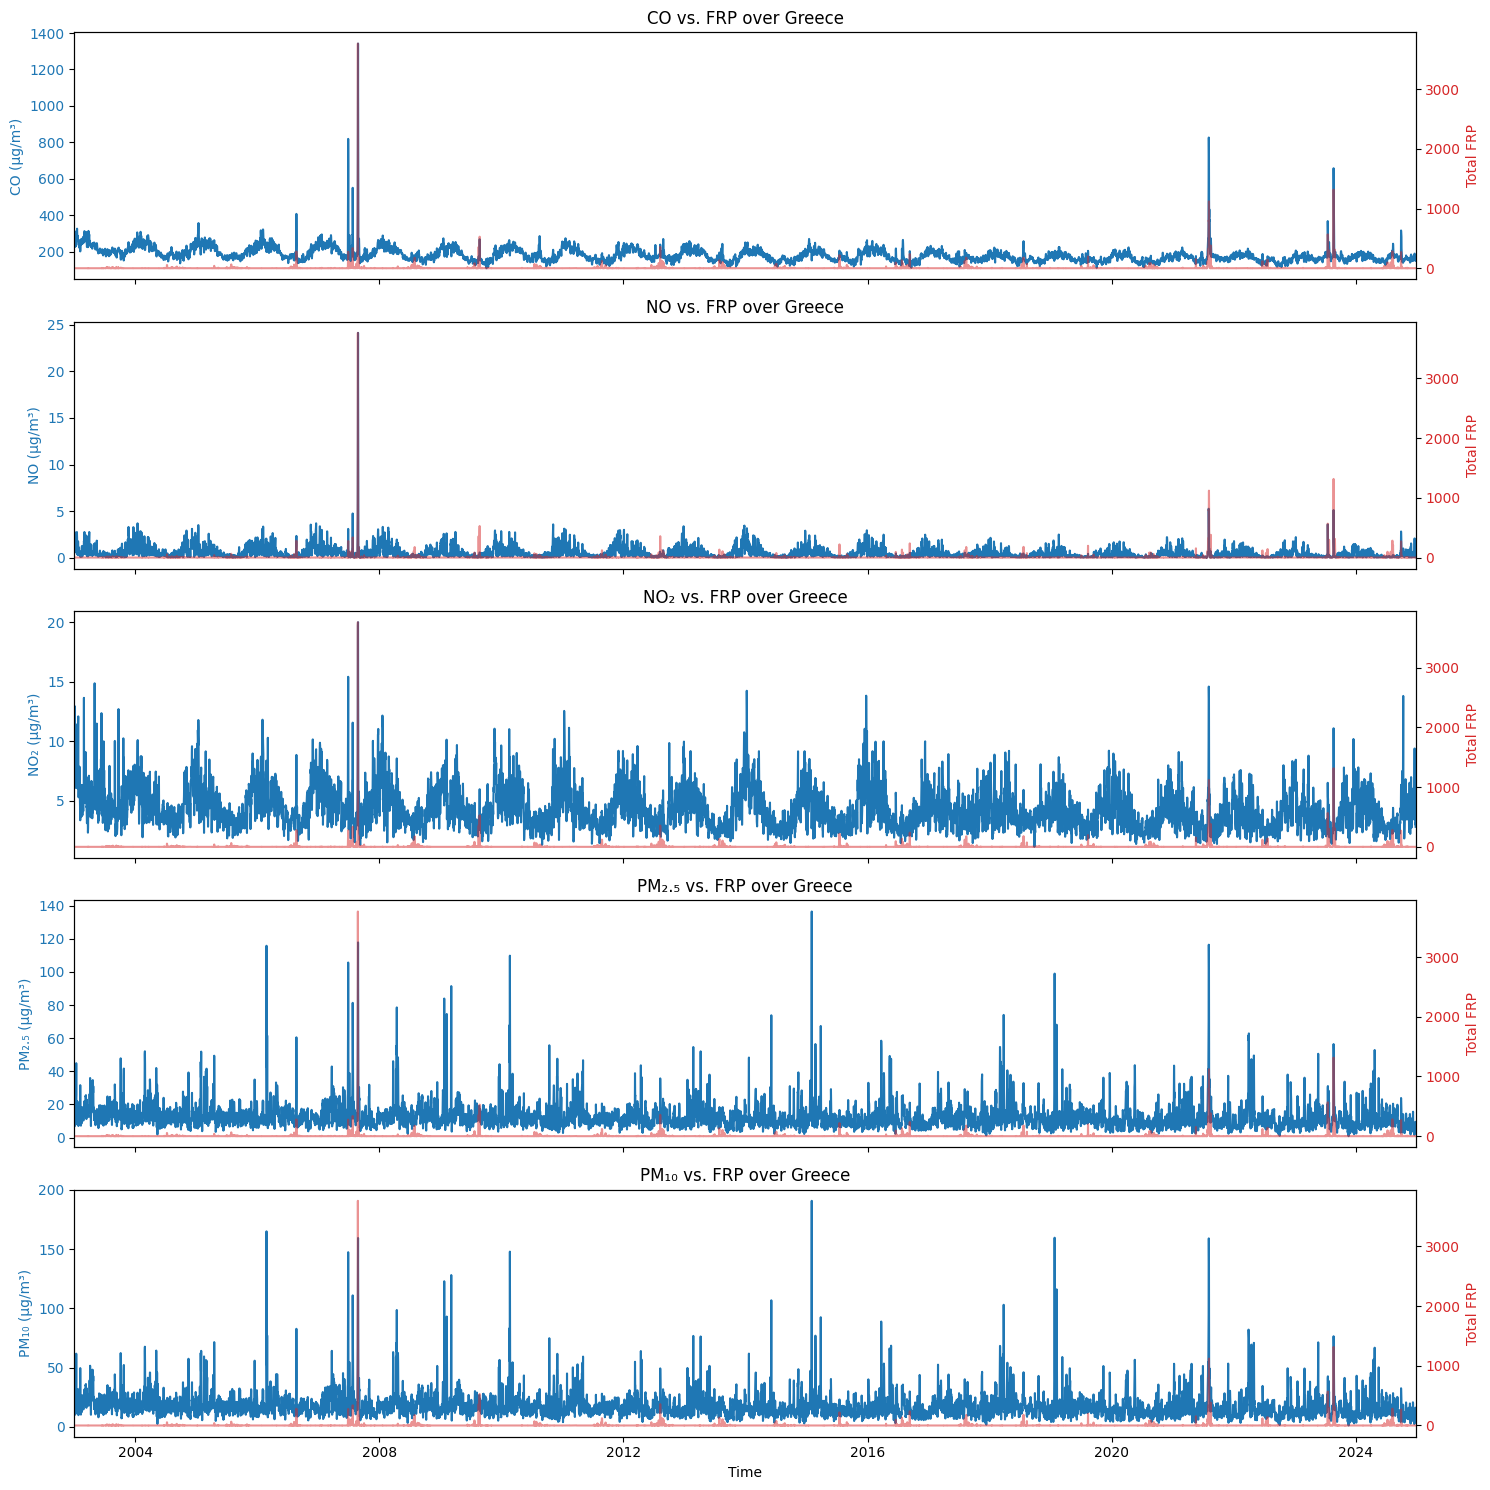 CO vs. FRP over Greece
1400
1200
1000
800
600
400
200
CO (μg/m³)
3000
2000
1000
0
Total FRP
NO vs. FRP over Greece
25
20
15
10
5
0
NO (μg/m³)
3000
2000
1000
0
Total FRP
NO₂ vs. FRP over Greece
20
15
10
5
NO₂ (μg/m³)
3000
2000
1000
0
Total FRP
PM₂.₅ vs. FRP over Greece
140
120
100
80
60
40
20
0
PM₂.₅ (μg/m³)
3000
2000
1000
0
Total FRP
PM₁₀ vs. FRP over Greece
200
150
100
50
0
PM₁₀ (μg/m³)
3000
2000
1000
0
Total FRP
2004 2008 2012 2016 2020 2024
Time